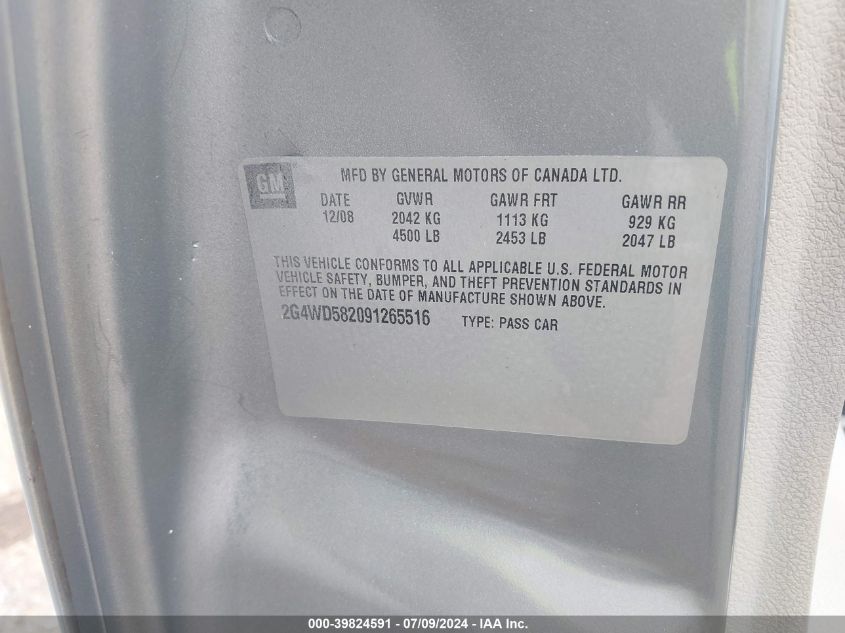 GM
MFD BY GENERAL MOTORS OF CANADA LTD.
DATE GVWR GAWR FRT GAWR RR
12/08 2042 KG 1113 KG 929 KG
4500 LB 2453 LB 2047 LB
THIS VEHICLE CONFORMS TO ALL APPLICABLE U.S. FEDERAL MOTOR
VEHICLE SAFETY, BUMPER, AND THEFT PREVENTION STANDARDS IN
EFFECT ON THE DATE OF MANUFACTURE SHOWN ABOVE.
2G4WD582091265516 TYPE: PASS CAR
000-39824591 - 07/09/2024 - IAA Inc.